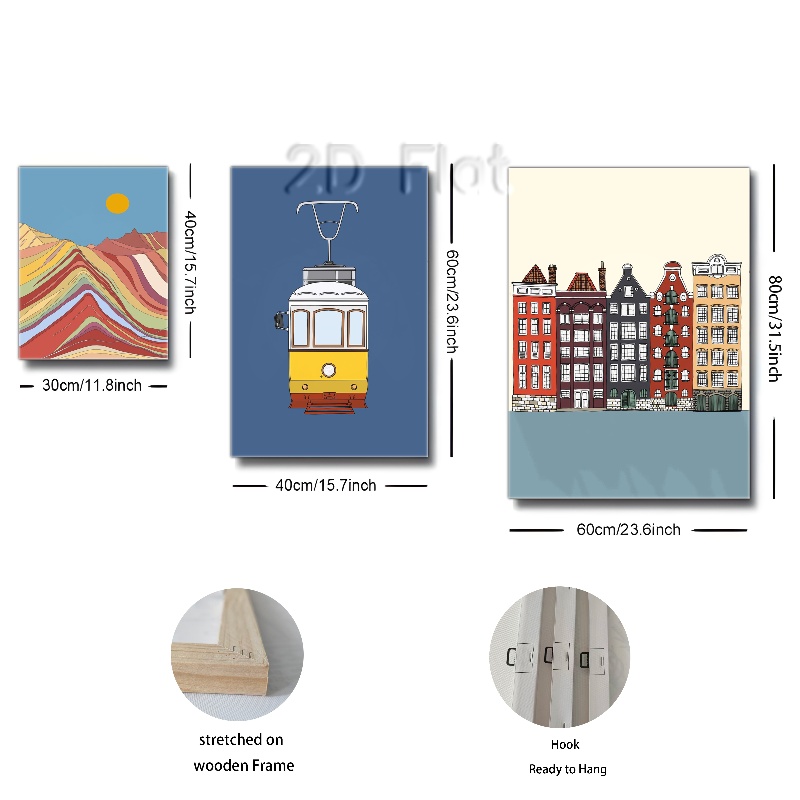 2D Flat
40cm/15.7inch
60cm/23.6inch
80cm/31.5inch
30cm/11.8inch
40cm/15.7inch
60cm/23.6inch
stretched on
wooden Frame
Hook
Ready to Hang